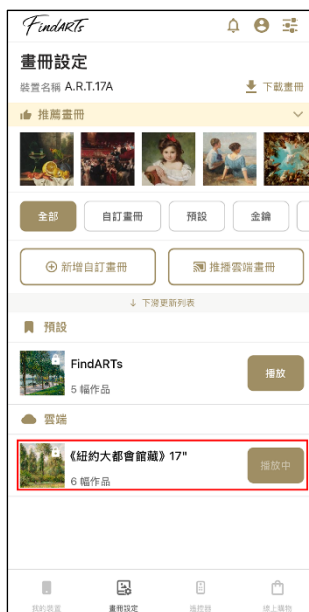 FindARTs
畫冊設定
裝置名稱 A.R.T.17A
下載畫冊
推薦畫冊
全部 自訂畫冊 預設 金鑰
新增自訂畫冊 推播雲端畫冊
↓ 下滑更新列表
預設
FindARTs
5 幅作品
播放
雲端
《紐約大都會館藏》17"
6 幅作品
播放中
我的裝置 畫冊設定 遙控器 線上購物